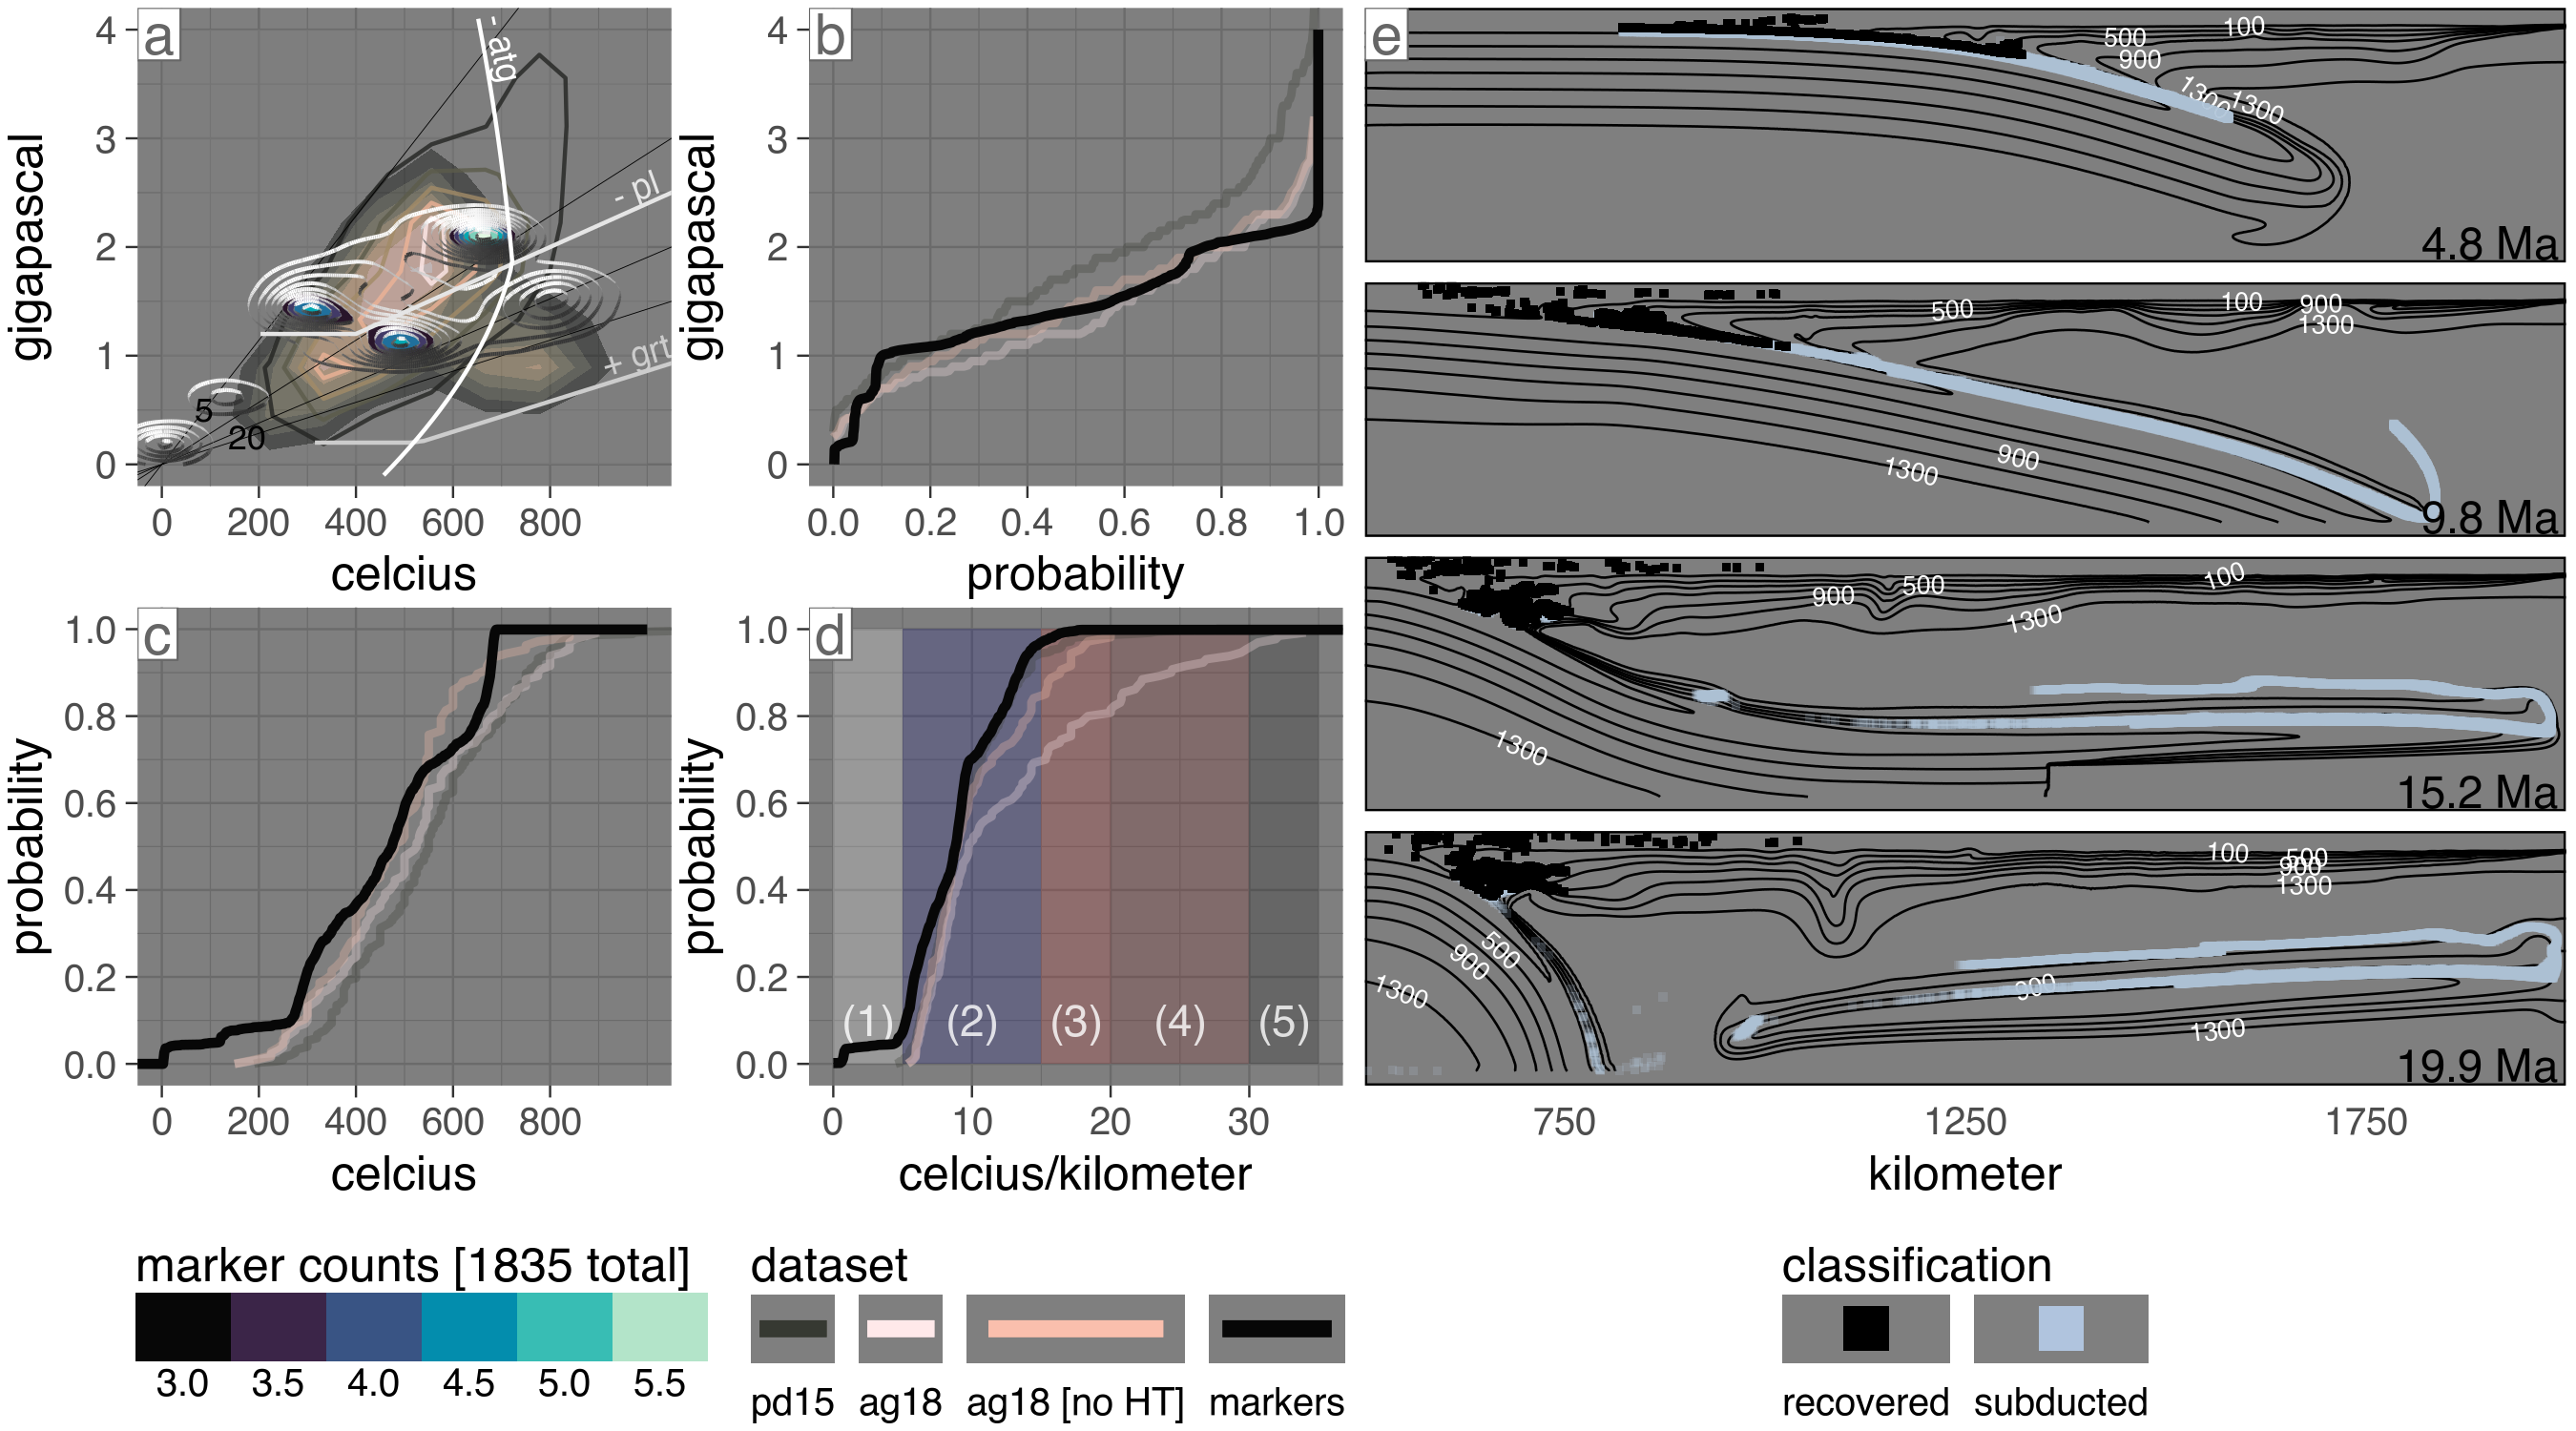 a
4
3
2
1
0
gigapascal
0
200
400
600
800
celcius
- atg
- pl
+ grt
5
20
b
4
3
2
1
0
gigapascal
0.0
0.2
0.4
0.6
0.8
1.0
probability
c
1.0
0.8
0.6
0.4
0.2
0.0
probability
0
200
400
600
800
celcius
d
1.0
0.8
0.6
0.4
0.2
0.0
probability
(1)
(2)
(3)
(4)
(5)
0
10
20
30
celcius/kilometer
e
100
500
900
1300
1300
4.8 Ma
500
100
900
1300
900
1300
9.8 Ma
100
500
900
1300
1300
15.2 Ma
100
500
900
1300
500
900
1300
300
1300
19.9 Ma
750
1250
1750
kilometer
marker counts [1835 total]
3.0
3.5
4.0
4.5
5.0
5.5
dataset
pd15
ag18
ag18 [no HT]
markers
classification
recovered
subducted